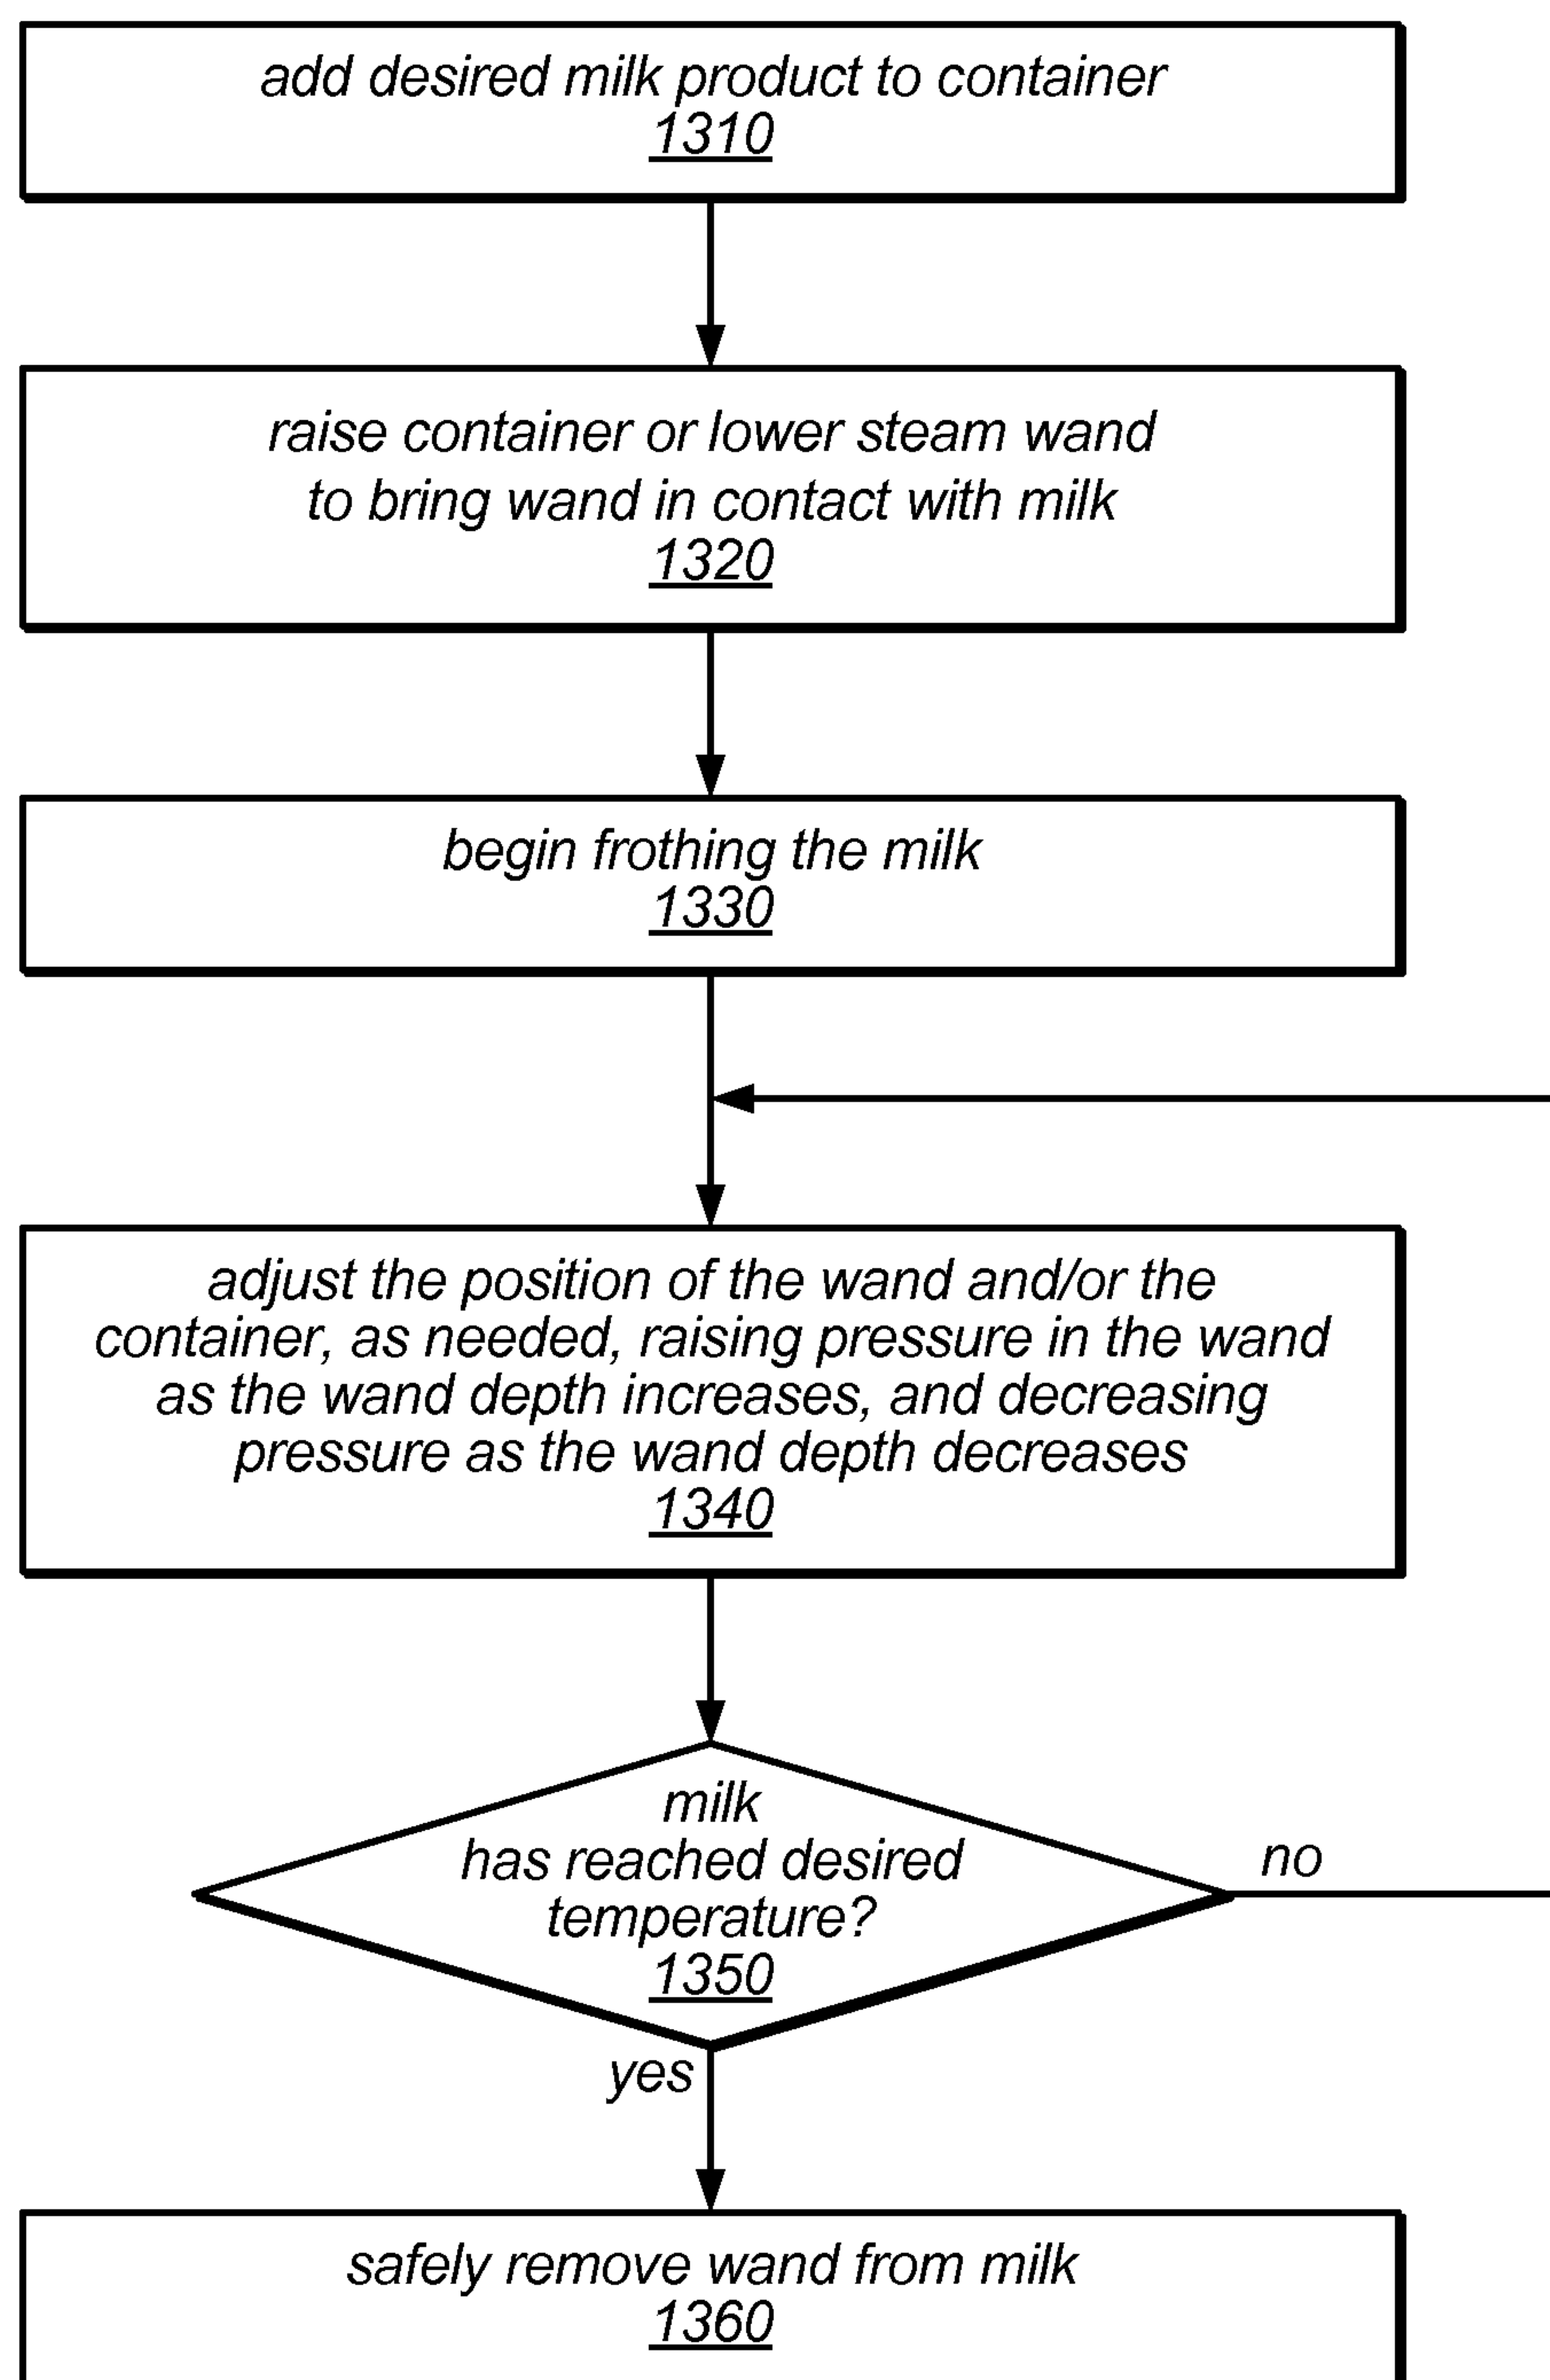 add desired milk product to container
1310
raise container or lower steam wand
to bring wand in contact with milk
1320
begin frothing the milk
1330
adjust the position of the wand and/or the
container, as needed, raising pressure in the wand
as the wand depth increases, and decreasing
pressure as the wand depth decreases
1340
milk
has reached desired
temperature?
1350
no
yes
safely remove wand from milk
1360